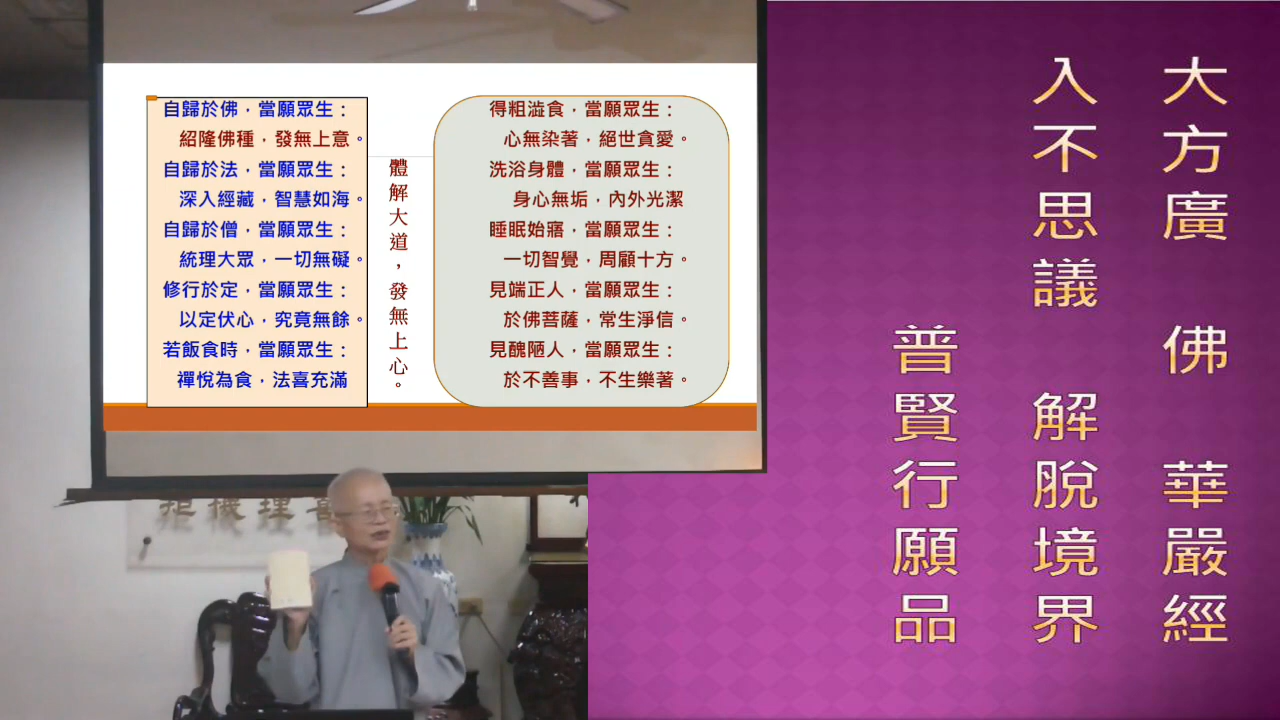 自歸於佛，當願眾生：
紹隆佛種，發無上意。
自歸於法，當願眾生：
深入經藏，智慧如海。
自歸於僧，當願眾生：
統理大眾，一切無礙。
修行於定，當願眾生：
以定伏心，究竟無餘。
若飯食時，當願眾生：
禪悅為食，法喜充滿
體解大道，發無上心。
得粗澁食，當願眾生：
心無染著，絕世貪愛。
洗浴身體，當願眾生：
身心無垢，內外光潔
睡眠始寤，當願眾生：
一切智覺，周顧十方。
見端正人，當願眾生：
於佛菩薩，常生淨信。
見醜陋人，當願眾生：
於不善事，不生樂著。
大方廣 佛 華嚴經
入不思議 解脫境界
普賢行願品
理機